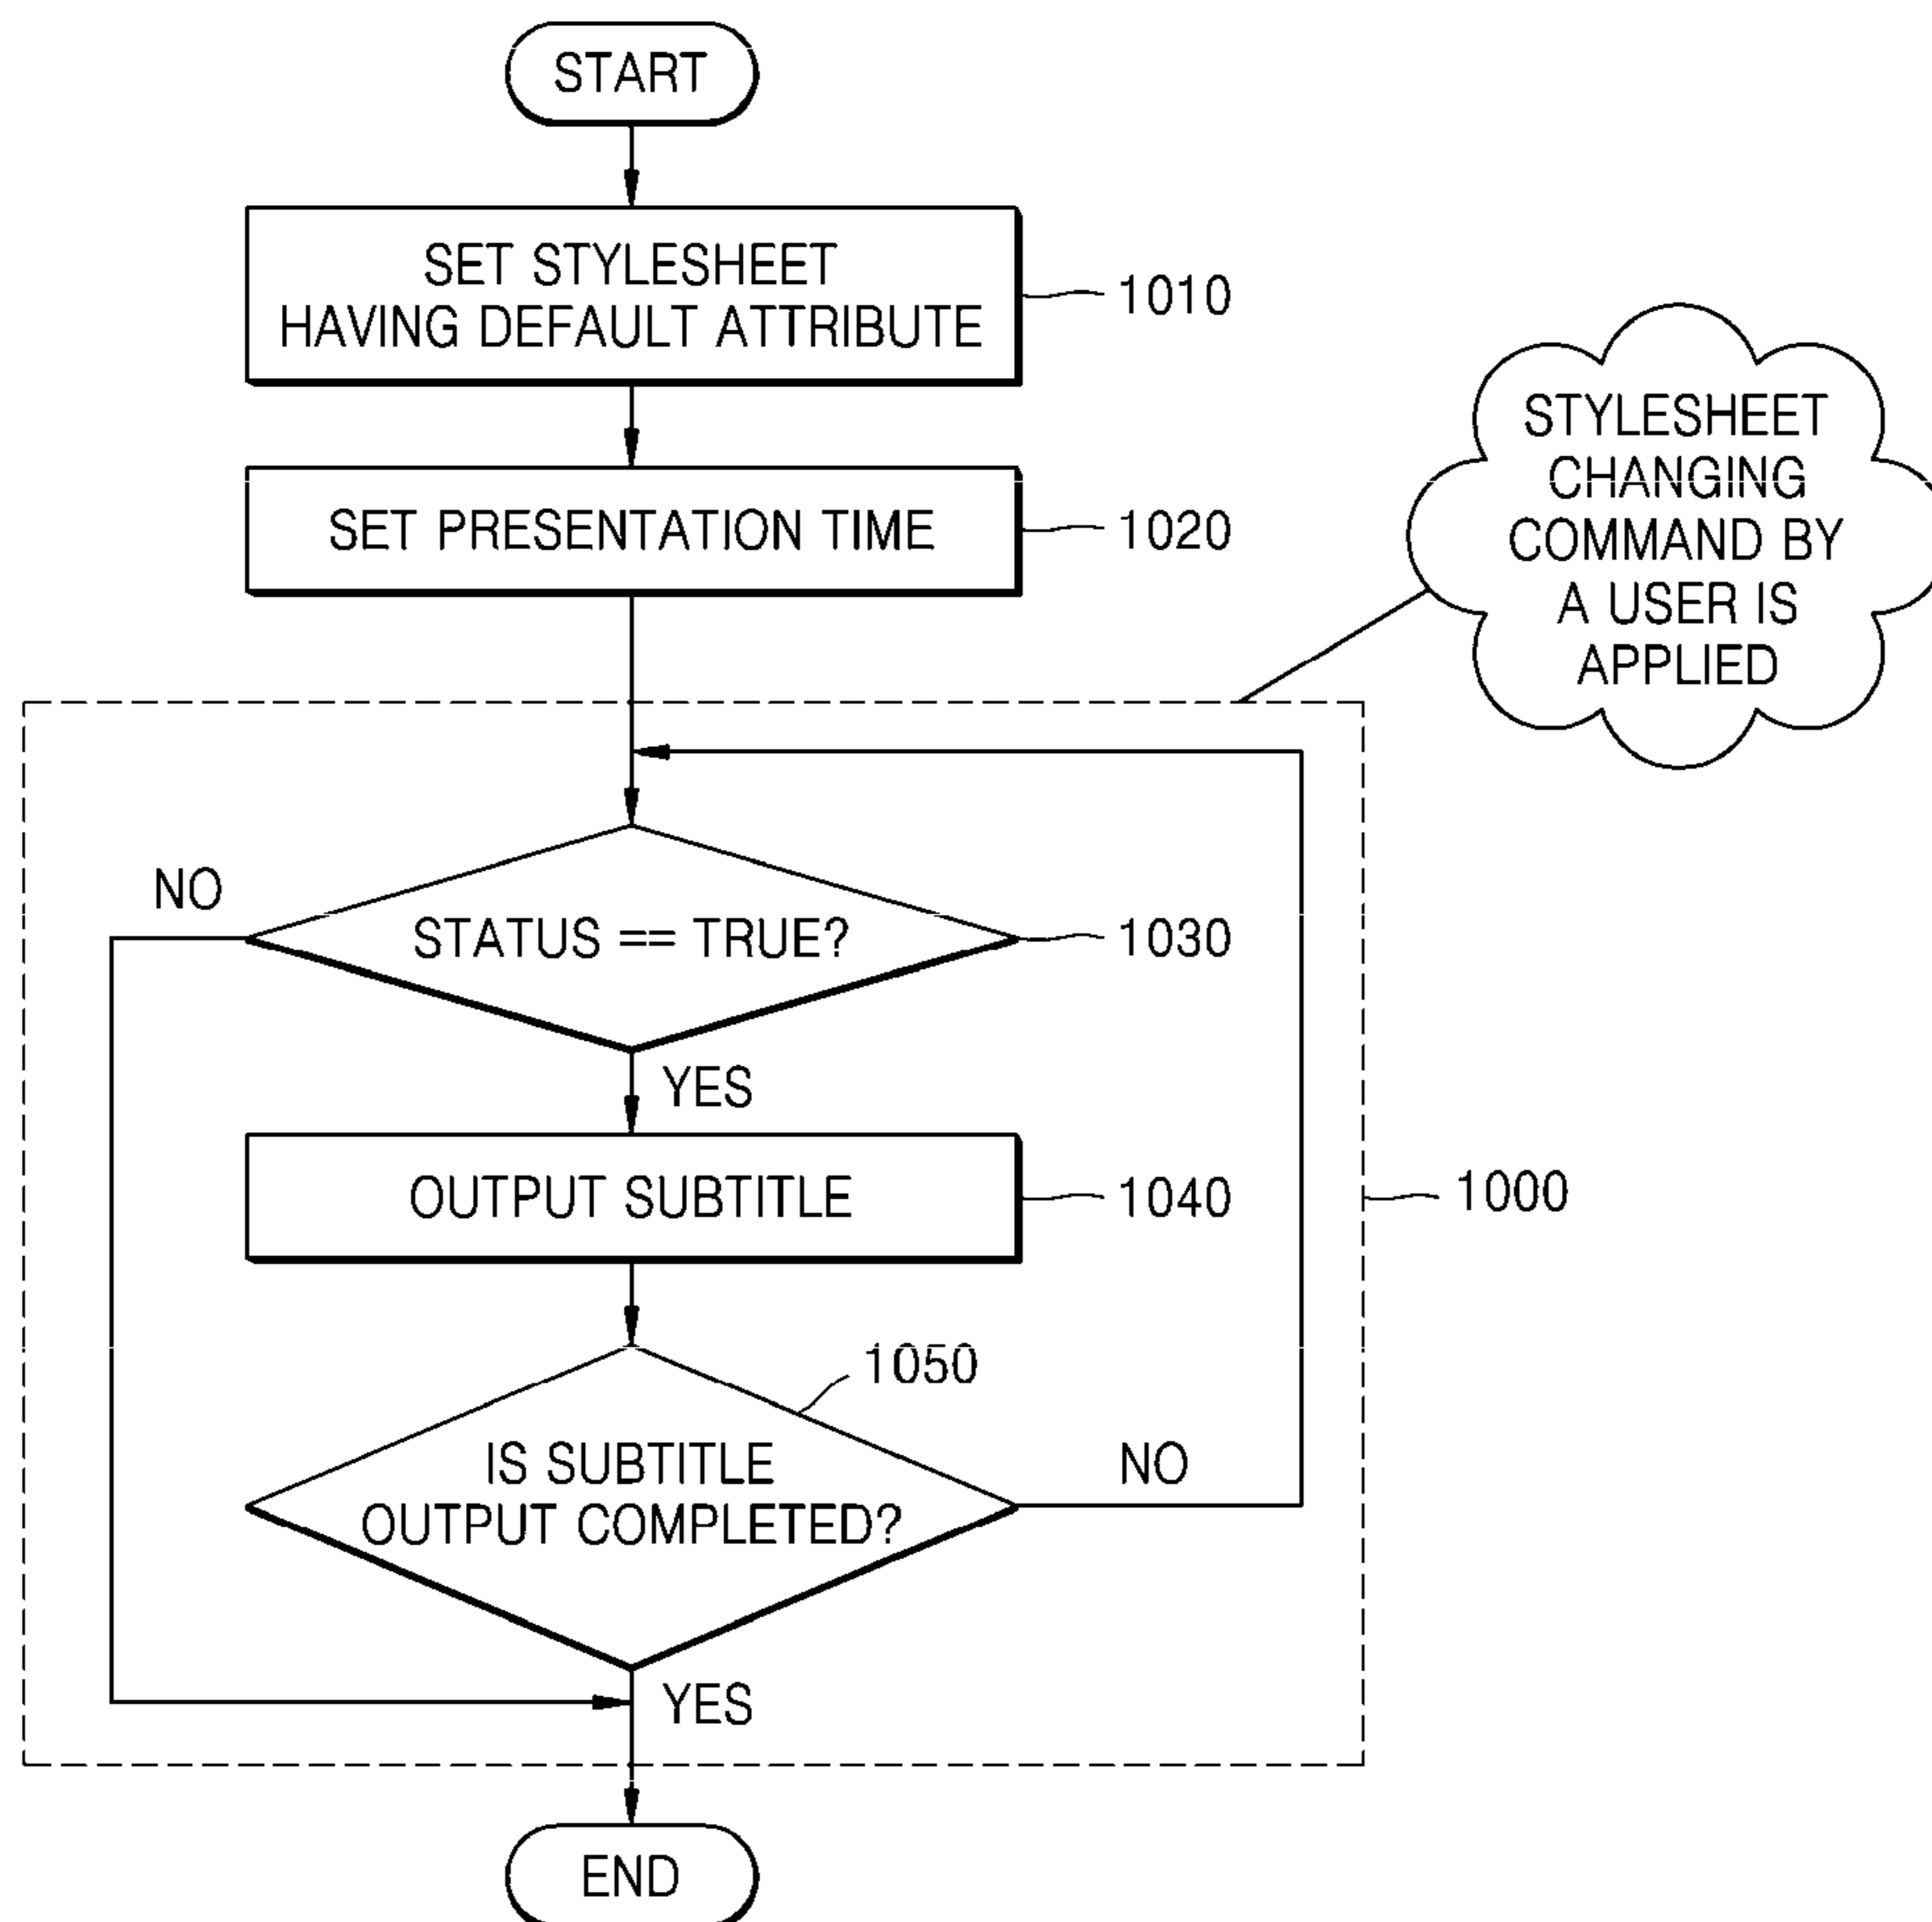 START
SET STYLESHEET
HAVING DEFAULT ATTRIBUTE
1010
SET PRESENTATION TIME
1020
STYLESHEET
CHANGING
COMMAND BY
A USER IS
APPLIED
NO
STATUS == TRUE?
1030
YES
OUTPUT SUBTITLE
1040
1000
1050
IS SUBTITLE
OUTPUT COMPLETED?
NO
YES
END